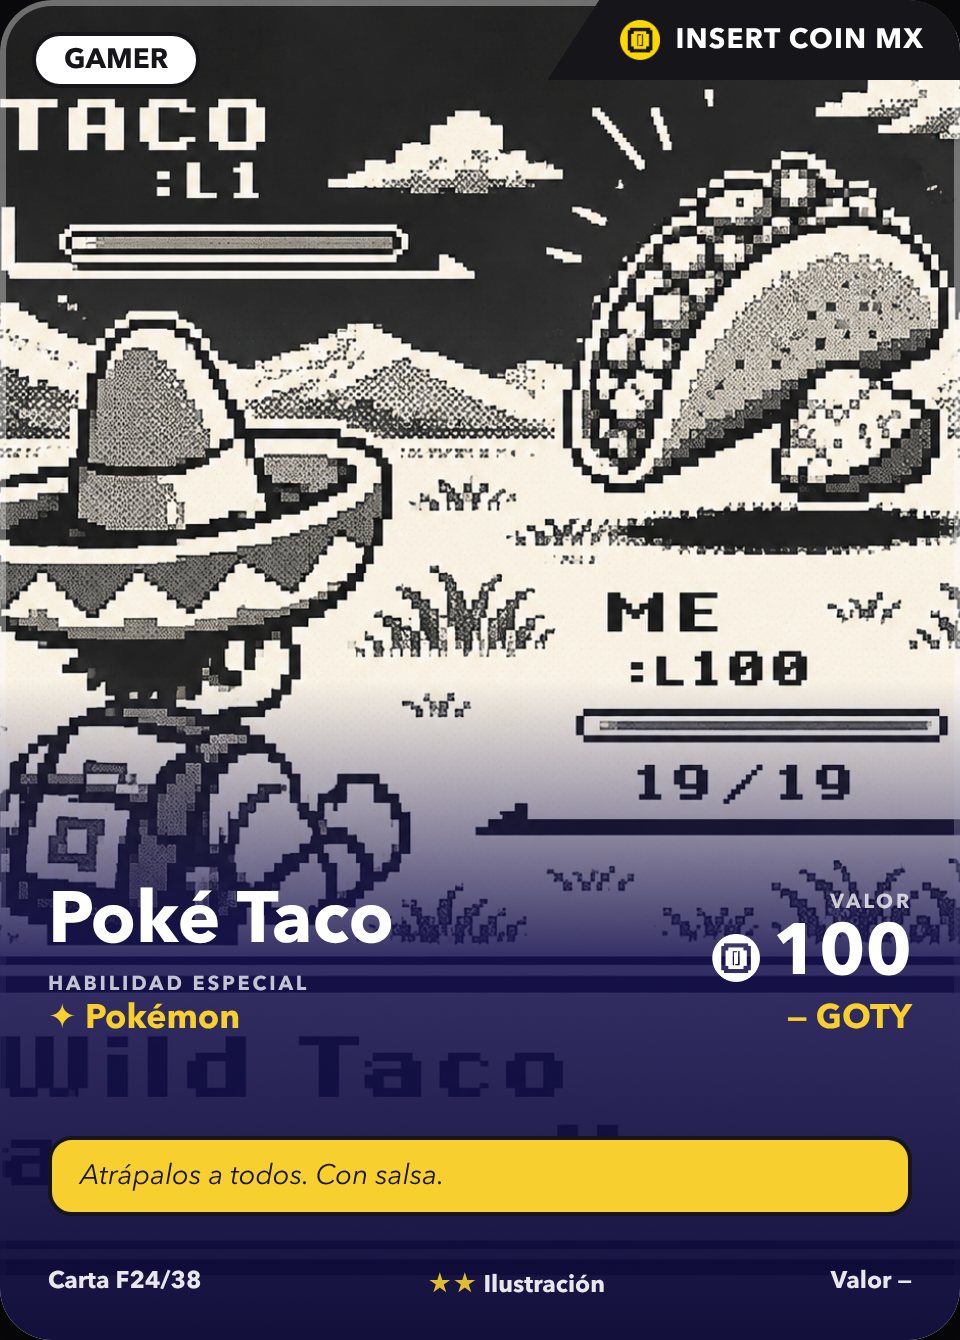 GAMER
INSERT COIN MX
TACO
:L1
ME
:L100
19/19
Poké Taco
VALOR
100
HABILIDAD ESPECIAL
✦ Pokémon
– GOTY
Wild Taco
Atrápalos a todos. Con salsa.
Carta F24/38
★★ Ilustración
Valor –